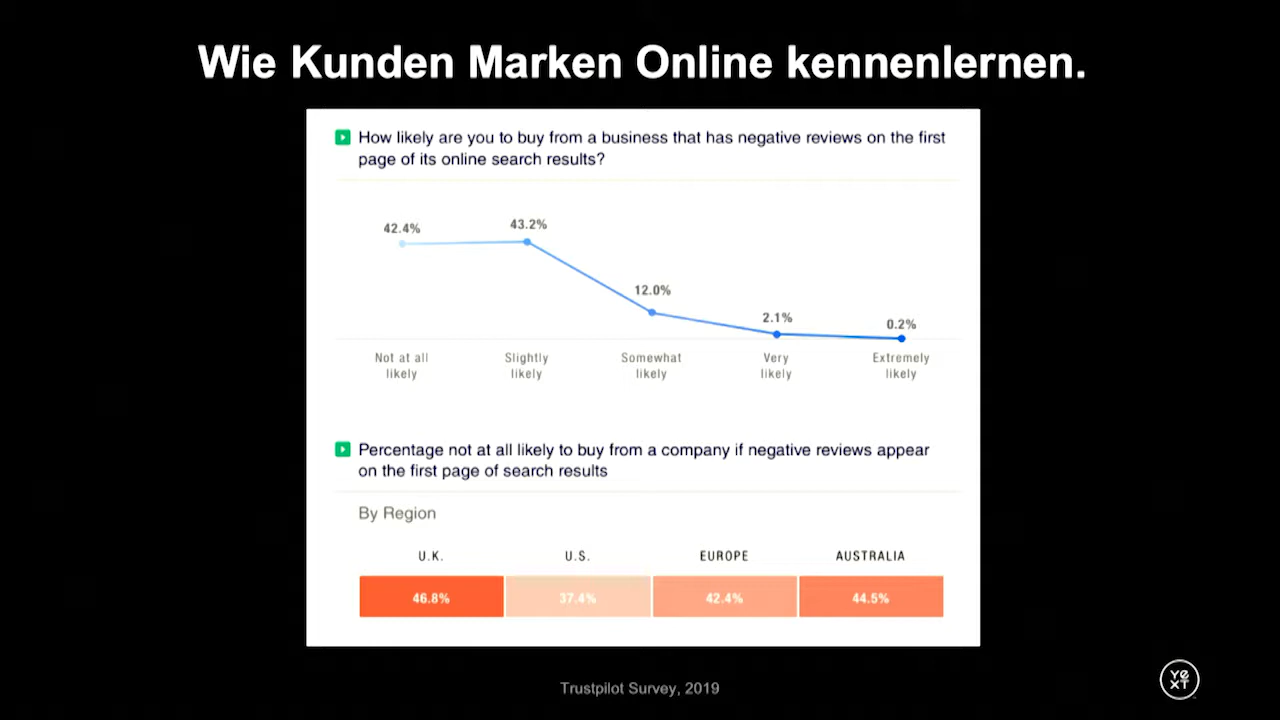 Wie Kunden Marken Online kennenlernen.
How likely are you to buy from a business that has negative reviews on the first
page of its online search results?
42.4%
43.2%
12.0%
2.1%
0.2%
Not at all
likely
Slightly
likely
Somewhat
likely
Very
likely
Extremely
likely
Percentage not at all likely to buy from a company if negative reviews appear
on the first page of search results
By Region
U.K. U.S. EUROPE AUSTRALIA
46.8% 37.4% 42.4% 44.5%
Trustpilot Survey, 2019
yext